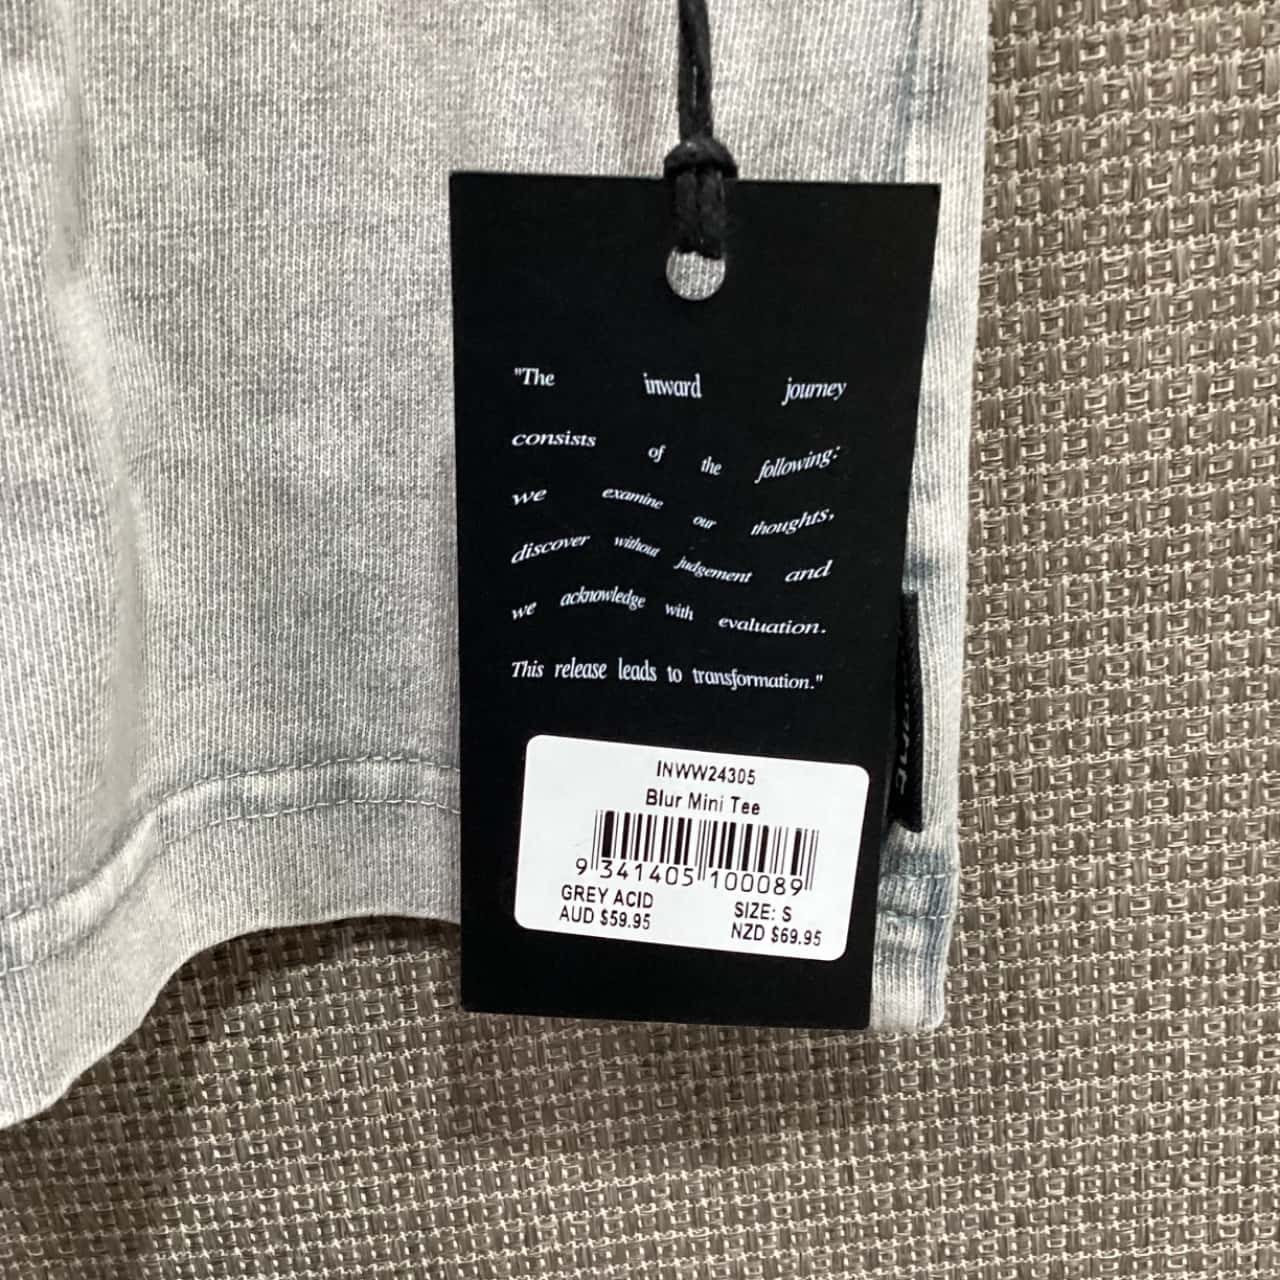 "The inward journey
consists of the following:
we examine our thoughts,
discover without judgement and
we acknowledge with evaluation.
This release leads to transformation."
INWW24305
Blur Mini Tee
9 341405 100089
GREY ACID SIZE: S
AUD $59.95 NZD $69.95